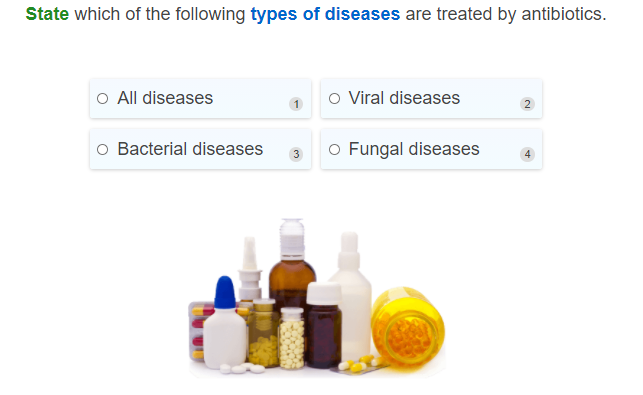 State which of the following types of diseases are treated by antibiotics.
All diseases 1
Viral diseases 2
Bacterial diseases 3
Fungal diseases 4